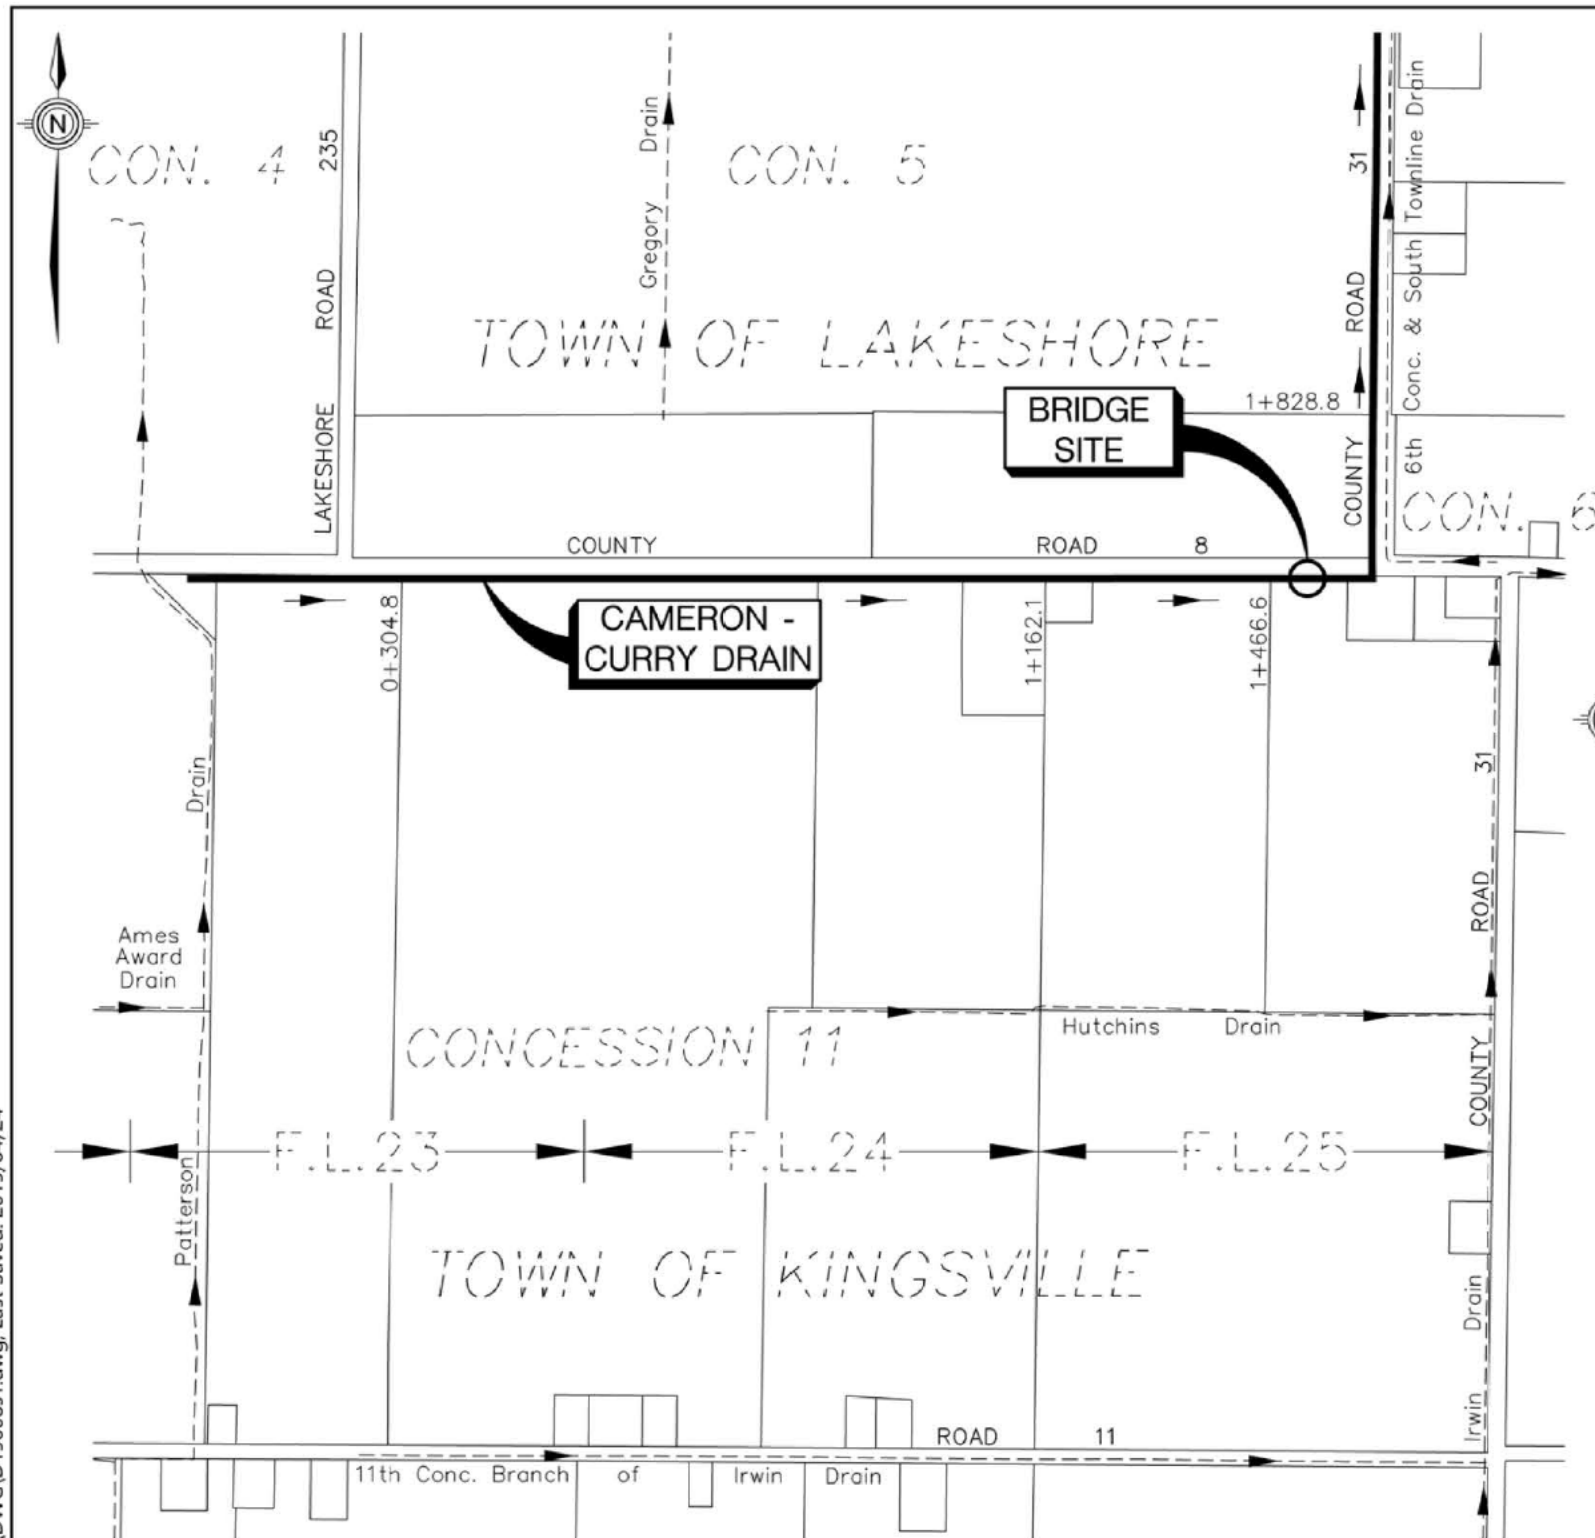 N
CON. 4
235
Gregory Drain
CON. 5
31
6th Conc. & South Townline Drain
LAKESHORE ROAD
TOWN OF LAKESHORE
COUNTY ROAD
BRIDGE
SITE
1+828.8
CON. 6
COUNTY ROAD 8
0+304.8
CAMERON -
CURRY DRAIN
1+162.1
1+466.6
Patterson Drain
COUNTY ROAD 31
Ames
Award
Drain
Hutchins Drain
CONCESSION 11
F.L.23
F.L.24
F.L.25
TOWN OF KINGSVILLE
Irwin Drain
ROAD 11
11th Conc. Branch of Irwin Drain